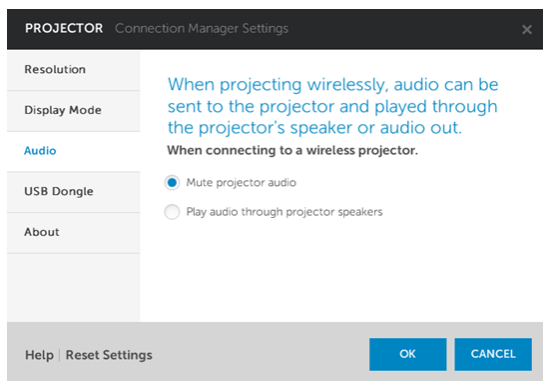 PROJECTOR Connection Manager Settings
Resolution
Display Mode
Audio
USB Dongle
About
When projecting wirelessly, audio can be
sent to the projector and played through
the projector's speaker or audio out.
When connecting to a wireless projector.
Mute projector audio
Play audio through projector speakers
Help | Reset Settings
OK
CANCEL